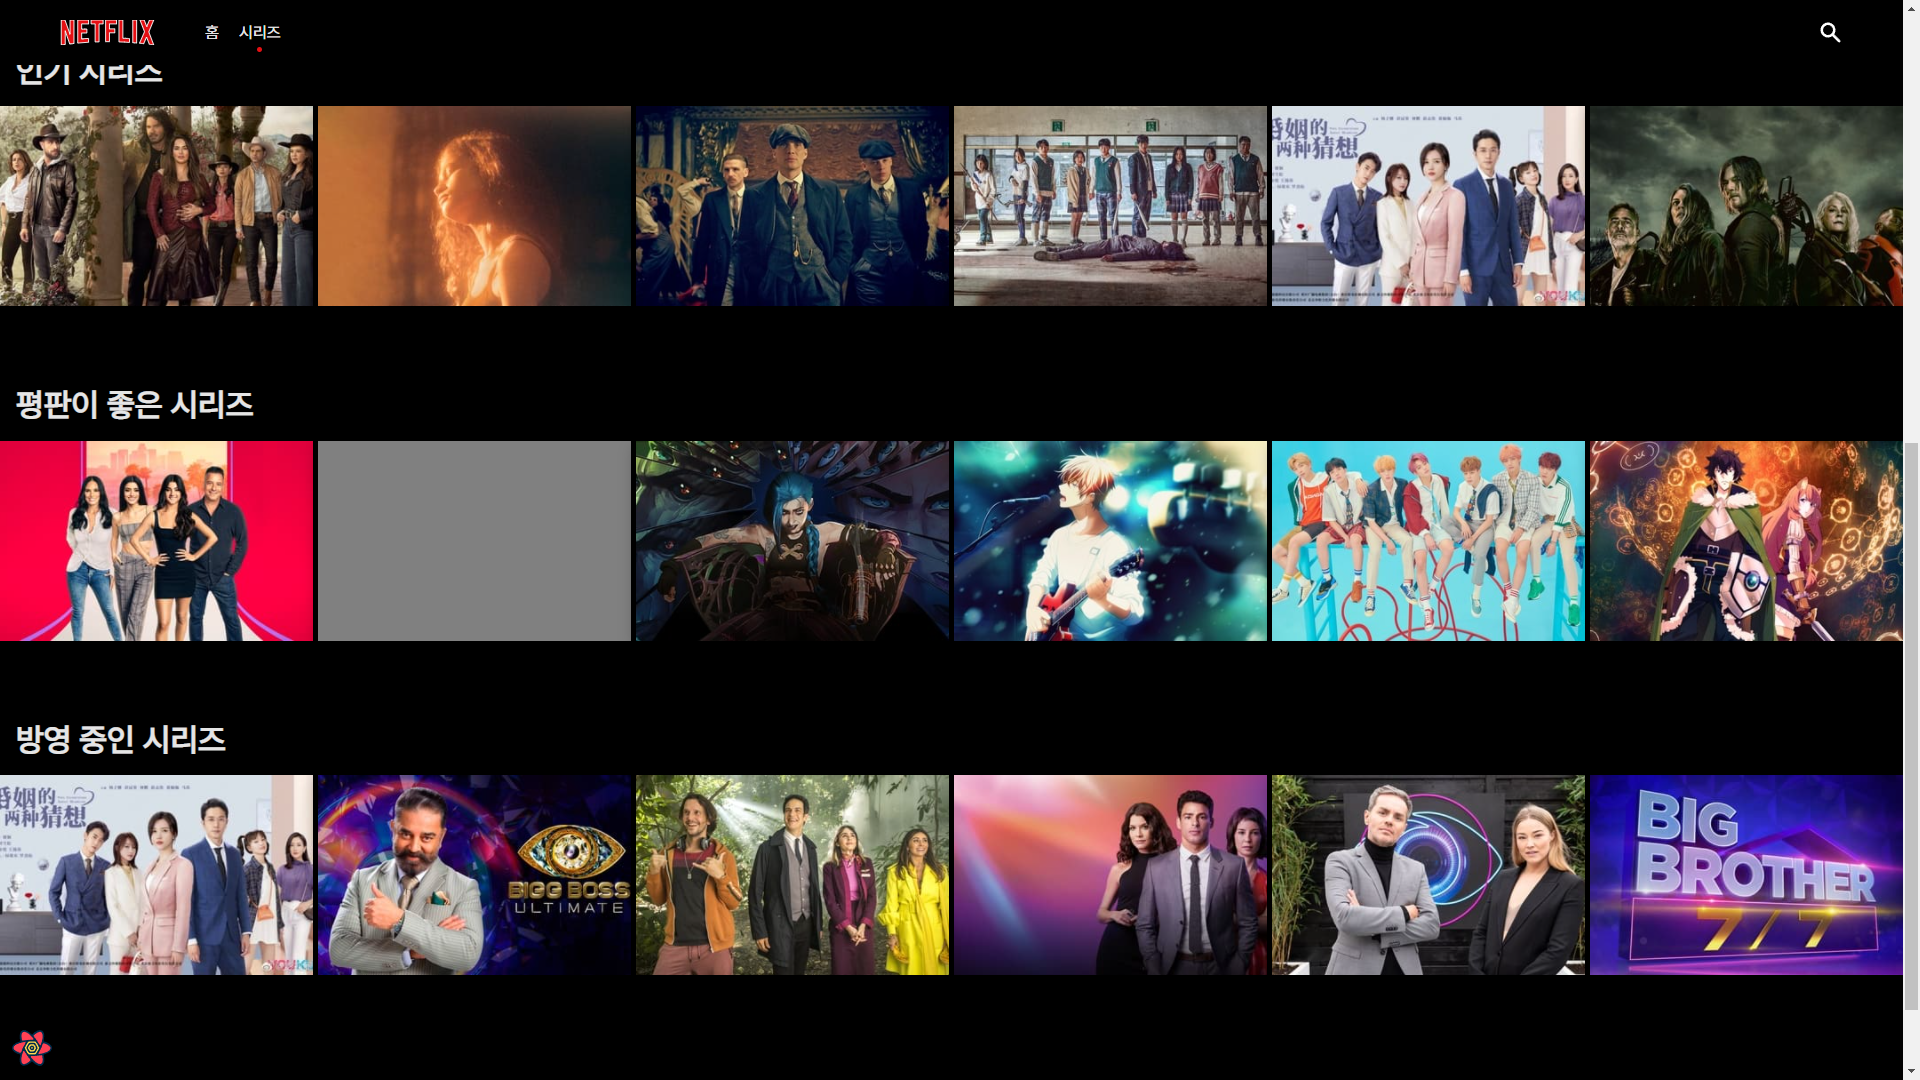 NETFLIX 홈 시리즈
인기 시리즈
婚姻的
两种猜想
YOUK
평판이 좋은 시리즈
방영 중인 시리즈
婚姻的
两种猜想
YOUK
BIGG BOSS
ULTIMATE
BIG
BROTHER
7/7